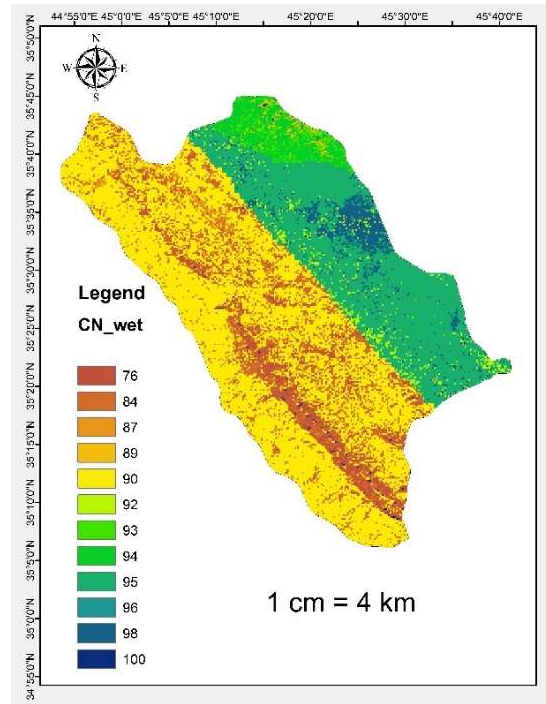 44°55'0"E 45°0'0"E 45°5'0"E 45°10'0"E 45°20'0"E 45°30'0"E 45°40'0"E
N
W E
S
35°50'0"N
35°45'0"N
35°40'0"N
35°35'0"N
35°30'0"N
35°25'0"N
35°20'0"N
35°15'0"N
35°10'0"N
35°5'0"N
35°0'0"N
34°55'0"N
Legend
CN_wet
76
84
87
89
90
92
93
94
95
96
98
100
1 cm = 4 km